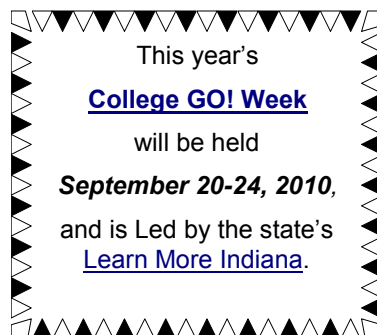 This year's
College GO! Week
will be held
September 20-24, 2010,
and is Led by the state's
Learn More Indiana.